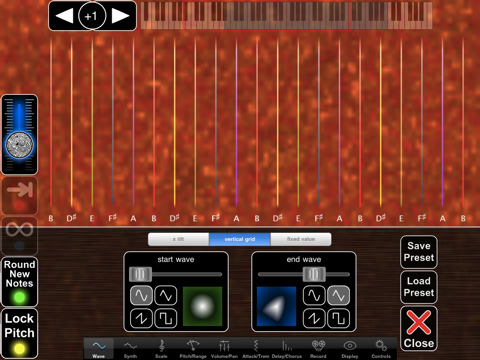 +1
B D♯ E F♯ A B D♯ E F♯ A B D♯ E F♯ A B D♯ E F♯ A B
x tilt vertical grid fixed value
start wave
end wave
Round
New
Notes
Lock
Pitch
Save
Preset
Load
Preset
Close
Wave Synth Scale Pitch/Range Volume/Pan Attack/Trem Delay/Chorus Record Display Controls